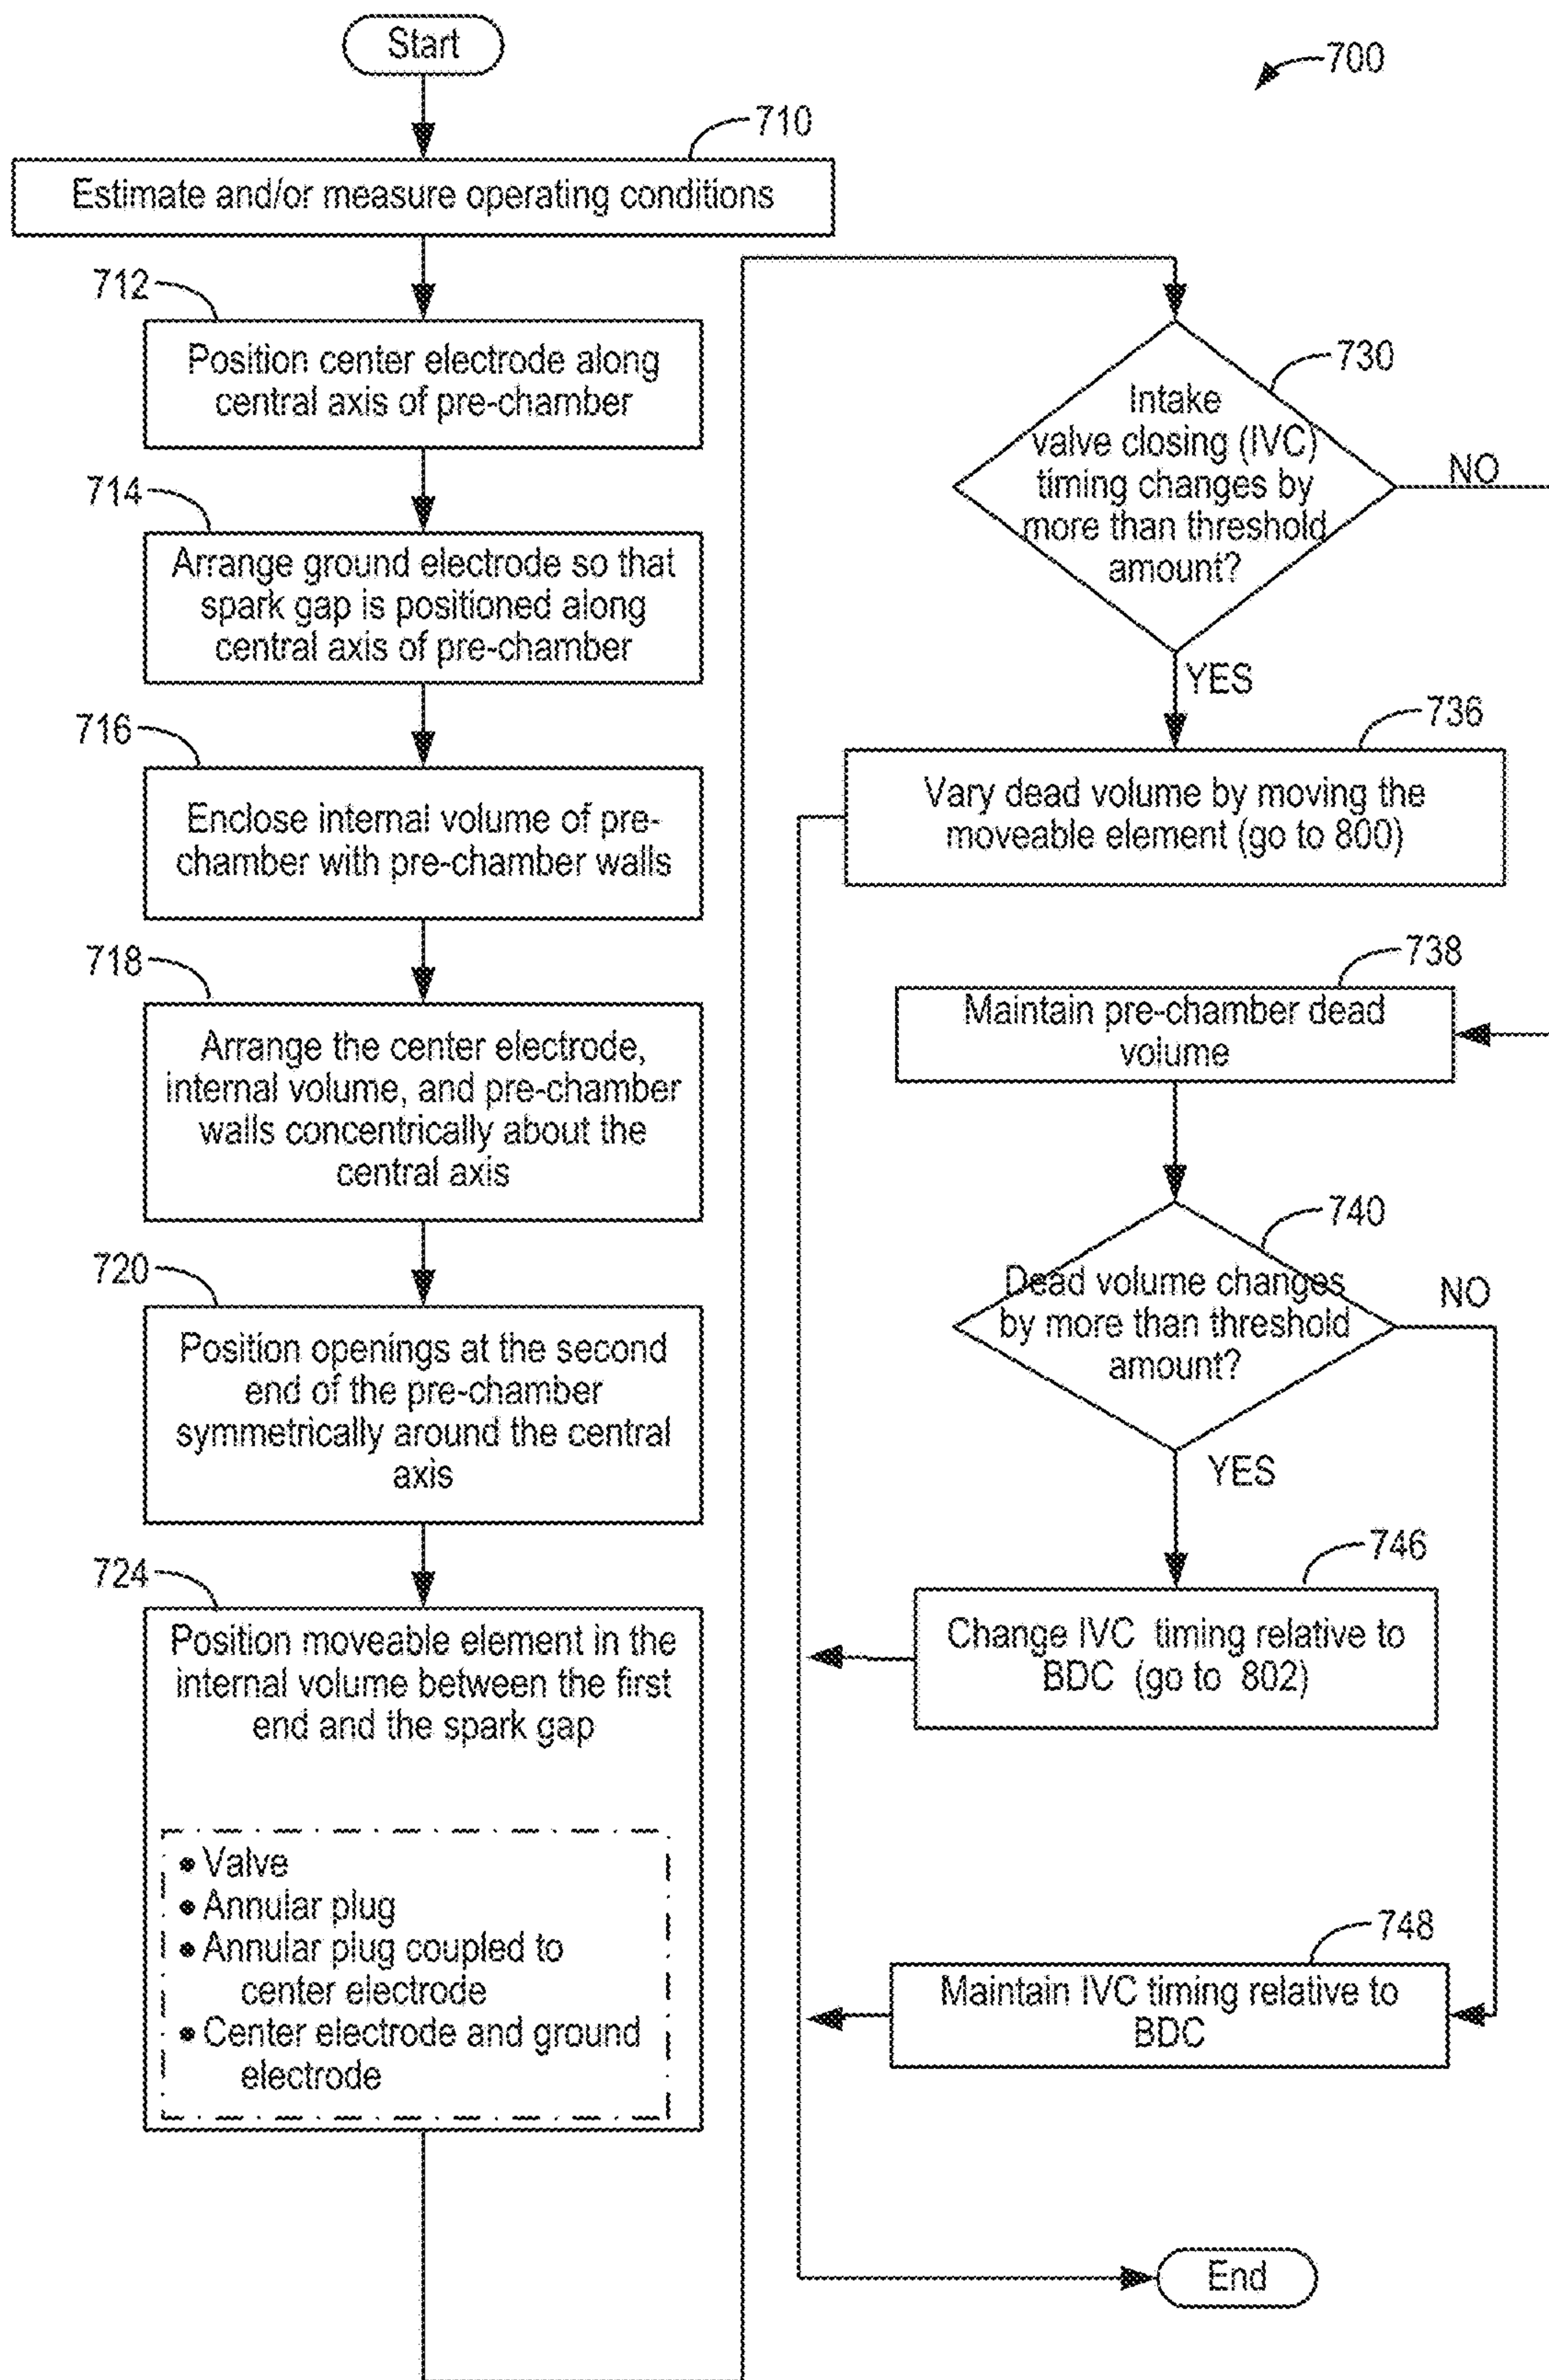 Start
700
710
Estimate and/or measure operating conditions
712
Position center electrode along
central axis of pre-chamber
714
Arrange ground electrode so that
spark gap is positioned along
central axis of pre-chamber
716
Enclose internal volume of pre-
chamber with pre-chamber walls
718
Arrange the center electrode,
internal volume, and pre-chamber
walls concentrically about the
central axis
720
Position openings at the second
end of the pre-chamber
symmetrically around the central
axis
724
Position moveable element in the
internal volume between the first
end and the spark gap
• Valve
• Annular plug
• Annular plug coupled to
center electrode
• Center electrode and ground
electrode
730
Intake
valve closing (IVC)
timing changes by
more than threshold
amount?
NO
YES
736
Vary dead volume by moving the
moveable element (go to 800)
738
Maintain pre-chamber dead
volume
740
Dead volume changes
by more than threshold
amount?
NO
YES
746
Change IVC timing relative to
BDC (go to 802)
748
Maintain IVC timing relative to
BDC
End